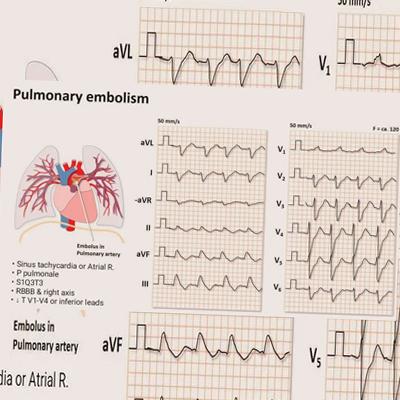 50 mm/s
aVL
V1
Pulmonary embolism
50 mm/s
50 mm/s
F = ca. 120
aVL
I
-aVR
II
aVF
III
V1
V2
V3
V4
V5
V6
Embolus in
Pulmonary artery
• Sinus tachycardia or Atrial R.
• P pulmonale
• S1Q3T3
• RBBB & right axis
• ↓ T V1-V4 or inferior leads
Embolus in
Pulmonary artery
aVF
V5
dia or Atrial R.